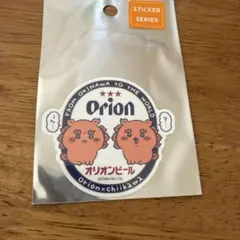 STICKER
SERIES
FROM OKINAWA TO THE WORLD
Orion
オリオンビール
Orion×chiikawa